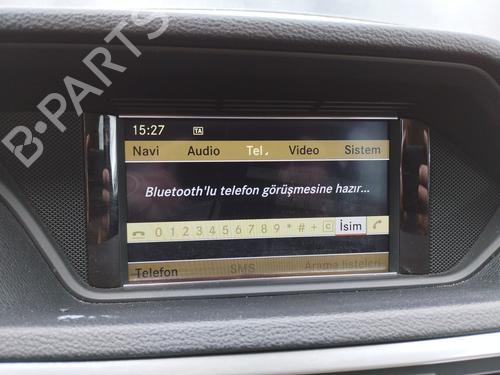 B-PARTS
15:27 TA
Navi Audio Tel Video Sistem
Bluetooth'lu telefon görüşmesine hazır...
0 1 2 3 4 5 6 7 8 9 * # + C İsim
Telefon SMS Arama listeleri